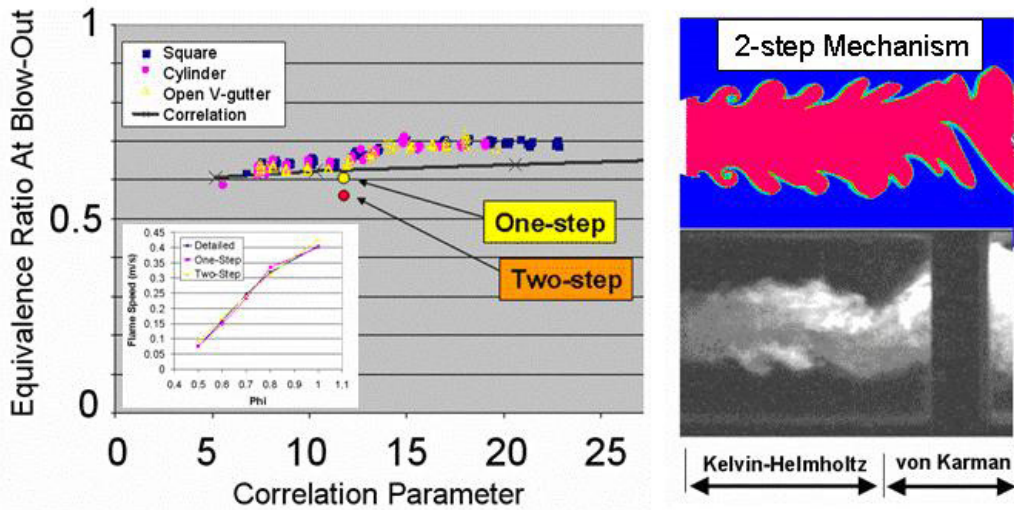 Equivalence Ratio At Blow-Out
1
0.5
0
Square
Cylinder
Open V-gutter
Correlation
One-step
Two-step
Flame Speed (m/s)
0.45
0.4
0.35
0.3
0.25
0.2
0.15
0.1
0.05
0
Detailed
One-Step
Two-Step
0.4 0.5 0.6 0.7 0.8 0.9 1 1.1
Phi
0 5 10 15 20 25
Correlation Parameter
2-step Mechanism
Kelvin-Helmholtz von Karman